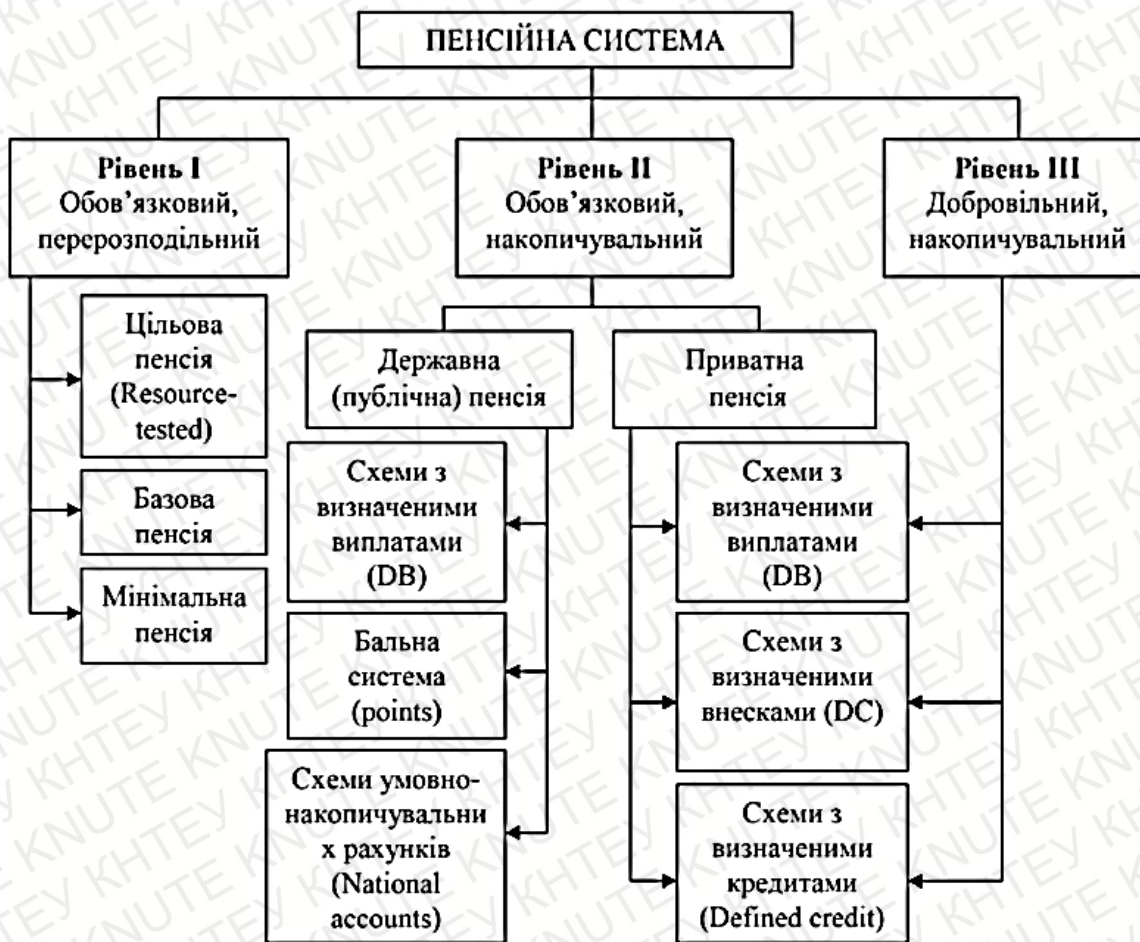 ПЕНСІЙНА СИСТЕМА
Рівень I
Обов’язковий,
перерозподільний
Рівень II
Обов’язковий,
накопичувальний
Рівень III
Добровільний,
накопичувальний
Цільова
пенсія
(Resource-
tested)
Базова
пенсія
Мінімальна
пенсія
Державна
(публічна) пенсія
Приватна
пенсія
Схеми з
визначеними
виплатами
(DB)
Бальна
система
(points)
Схеми умовно-
накопичувальни
х рахунків
(National
accounts)
Схеми з
визначеними
виплатами
(DB)
Схеми з
визначеними
внесками (DC)
Схеми з
визначеними
кредитами
(Defined credit)
KNUTE КНТЕУ